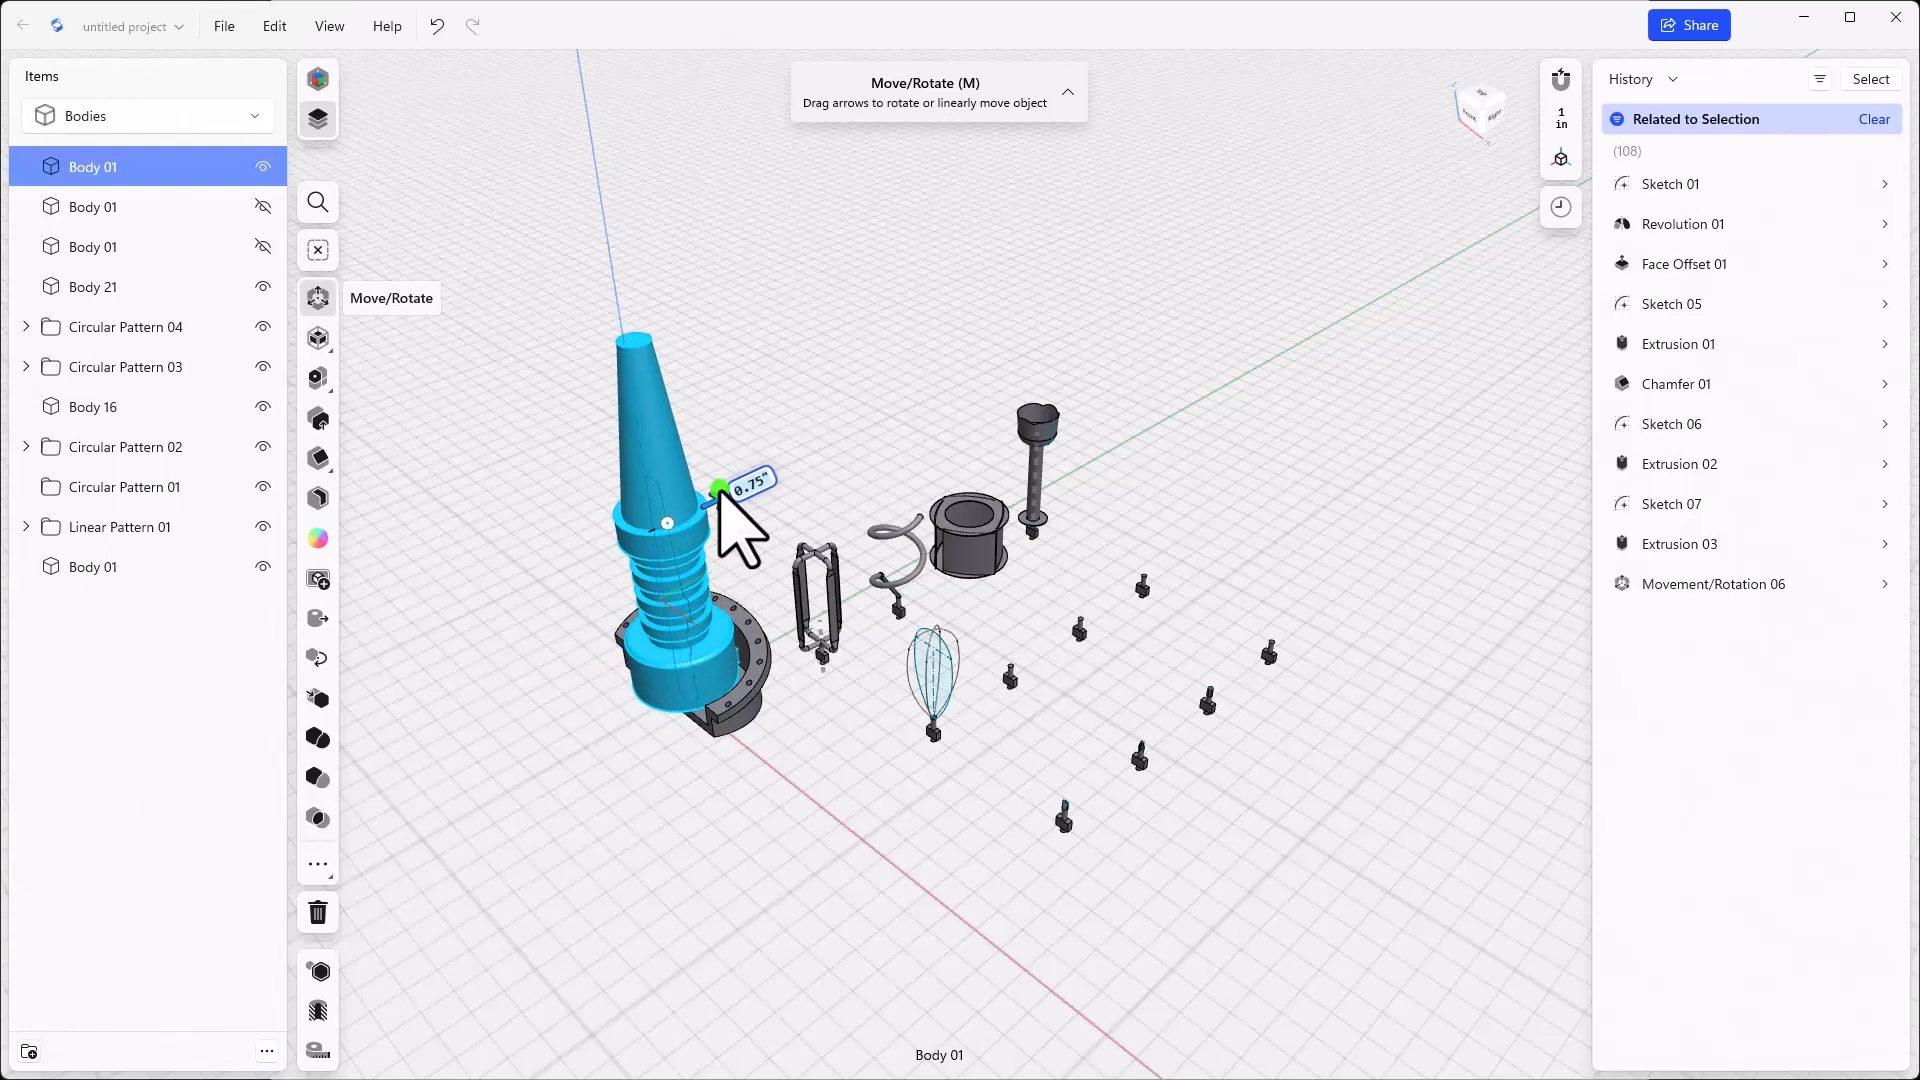 untitled project
File
Edit
View
Help
Share
Items
Bodies
Body 01
Body 01
Body 01
Body 21
Circular Pattern 04
Circular Pattern 03
Body 16
Circular Pattern 02
Circular Pattern 01
Linear Pattern 01
Body 01
Move/Rotate
Move/Rotate (M)
Drag arrows to rotate or linearly move object
0.75"
Body 01
Top
Front
Right
1
in
History
Select
Related to Selection
Clear
(108)
Sketch 01
Revolution 01
Face Offset 01
Sketch 05
Extrusion 01
Chamfer 01
Sketch 06
Extrusion 02
Sketch 07
Extrusion 03
Movement/Rotation 06